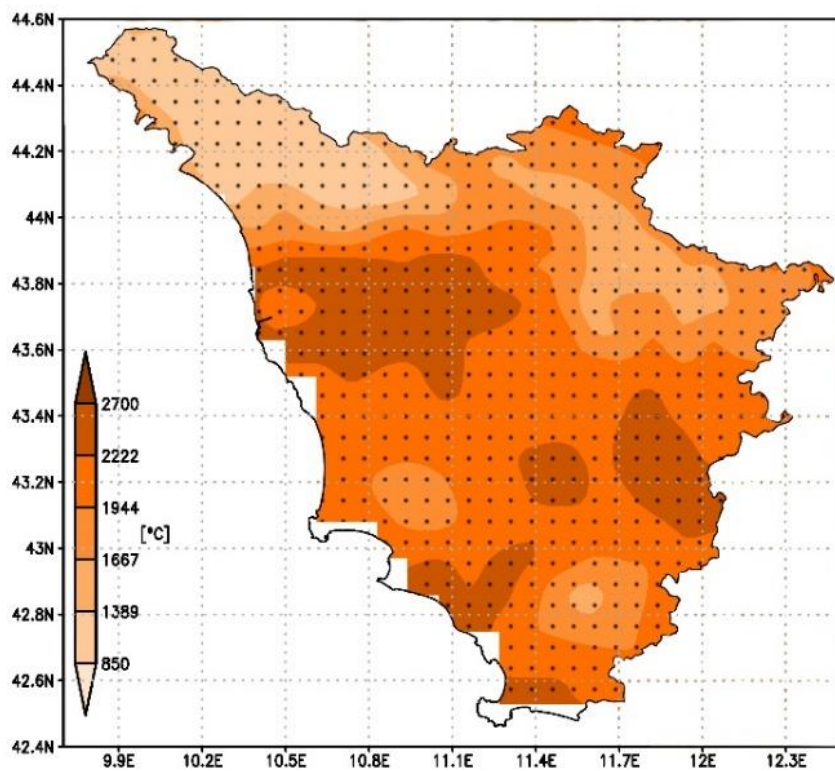 44.6N
44.4N
44.2N
44N
43.8N
43.6N
43.4N
43.2N
43N
42.8N
42.6N
42.4N
2700
2222
1944
[°C]
1667
1389
850
9.9E 10.2E 10.5E 10.8E 11.1E 11.4E 11.7E 12E 12.3E